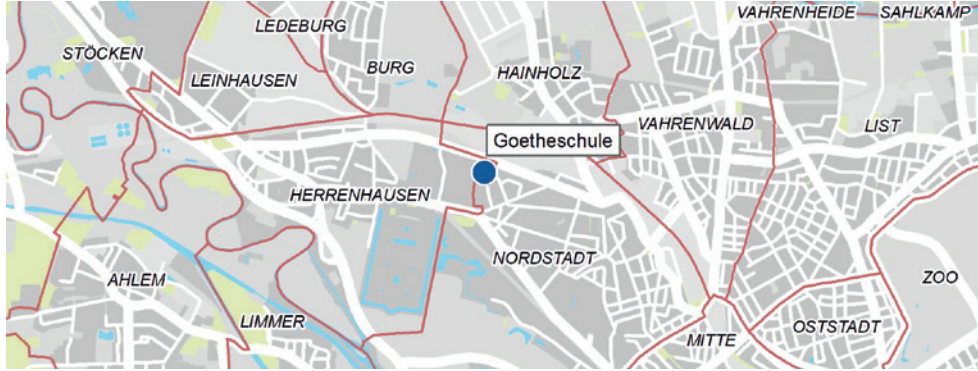 VAHRENHEIDE
SAHLKAMP
LEDEBURG
STÖCKEN
BURG
HAINHOLZ
LEINHAUSEN
VAHRENWALD
LIST
Goetheschule
HERRENHAUSEN
NORDSTADT
AHLEM
ZOO
LIMMER
OSTSTADT
MITTE